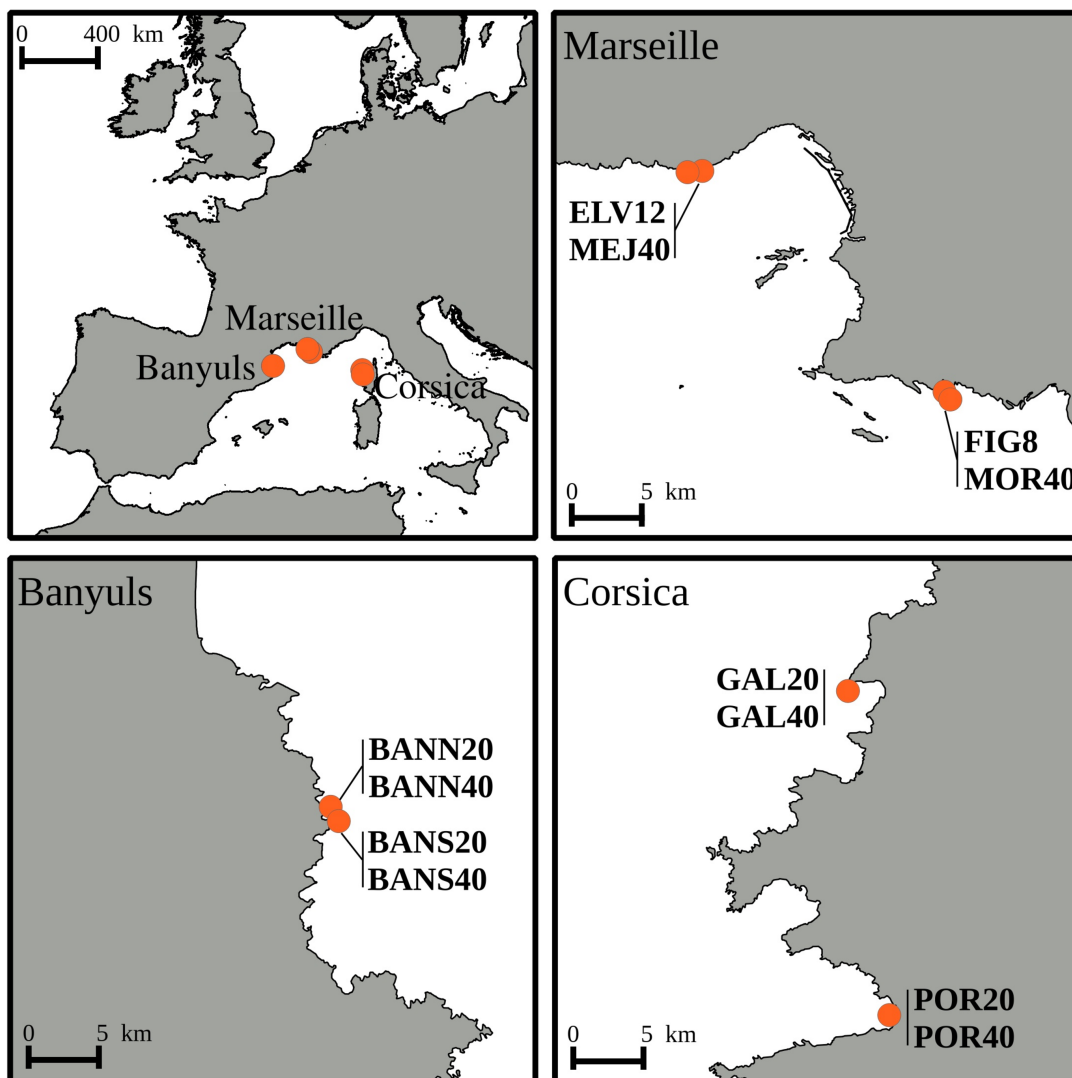 0 400 km
Marseille
Banyuls
Corsica
Marseille
ELV12
MEJ40
FIG8
MOR40
0 5 km
Banyuls
BANN20
BANN40
BANS20
BANS40
0 5 km
Corsica
GAL20
GAL40
POR20
POR40
0 5 km